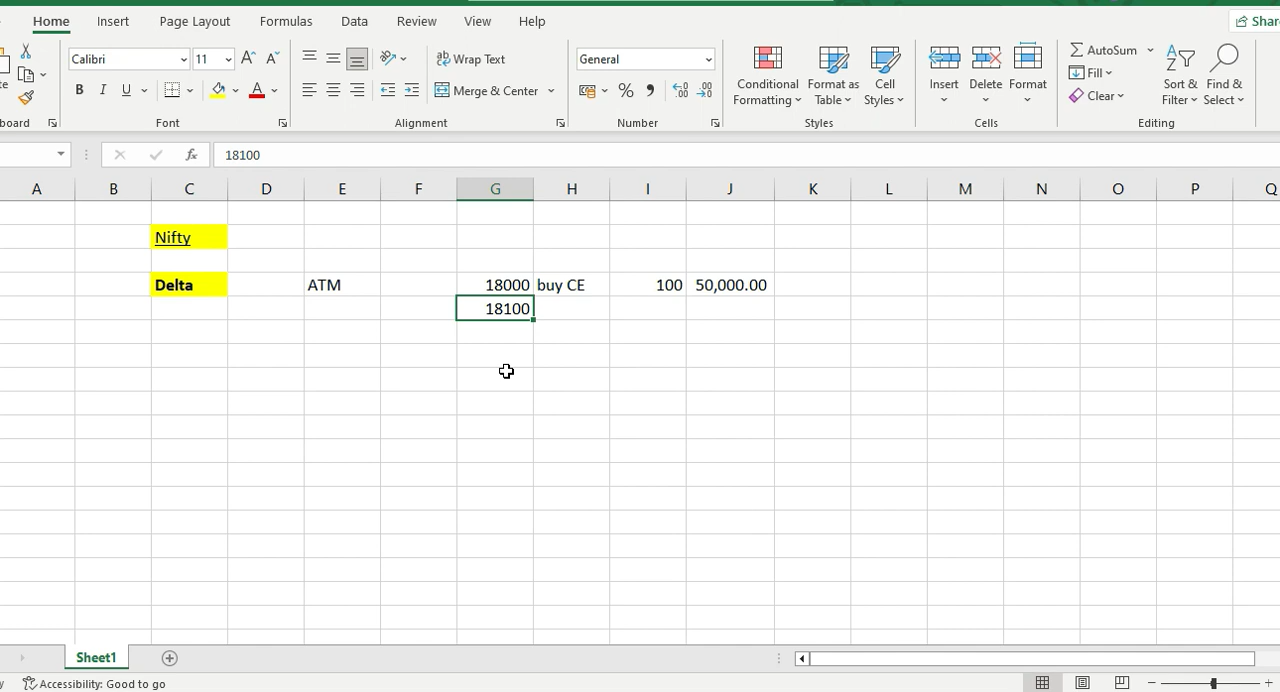 Home Insert Page Layout Formulas Data Review View Help
Calibri 11 Wrap Text General AutoSum
Fill
Conditional Format as Cell Insert Delete Format Sort & Find &
Merge & Center Formatting Table Styles Clear Filter Select
Font Alignment Number Styles Cells Editing
18100
A B C D E F G H I J K L M N O P Q
Nifty
Delta ATM 18000 buy CE 100 50,000.00
18100
Sheet1
Accessibility: Good to go